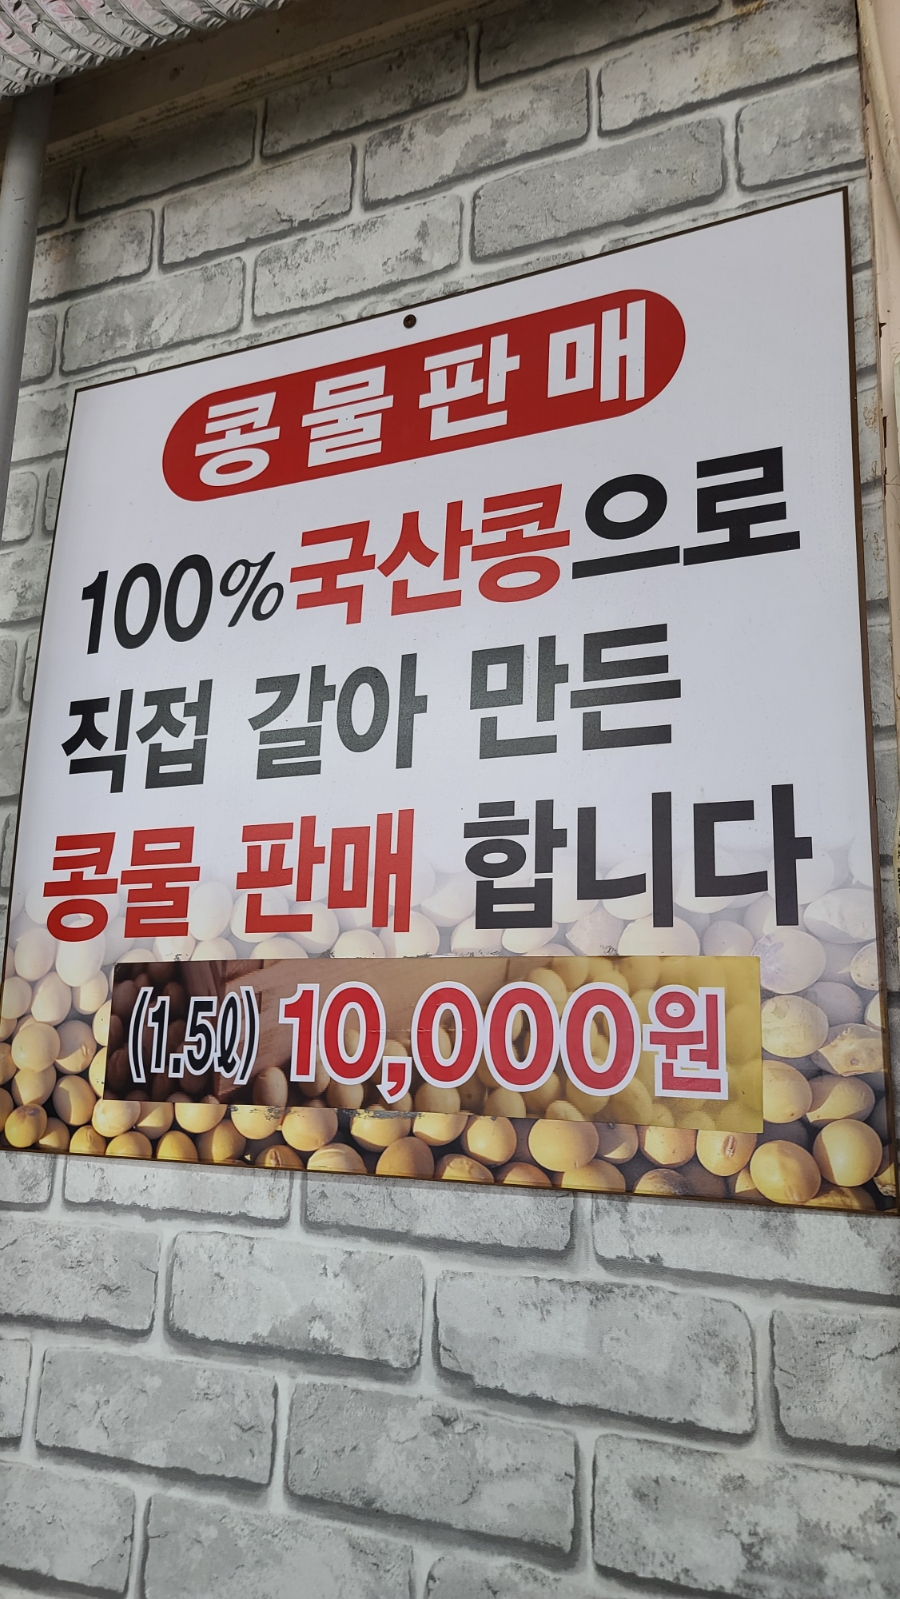 콩물판매
100%국산콩으로
직접 갈아 만든
콩물 판매 합니다
(1.5ℓ) 10,000원